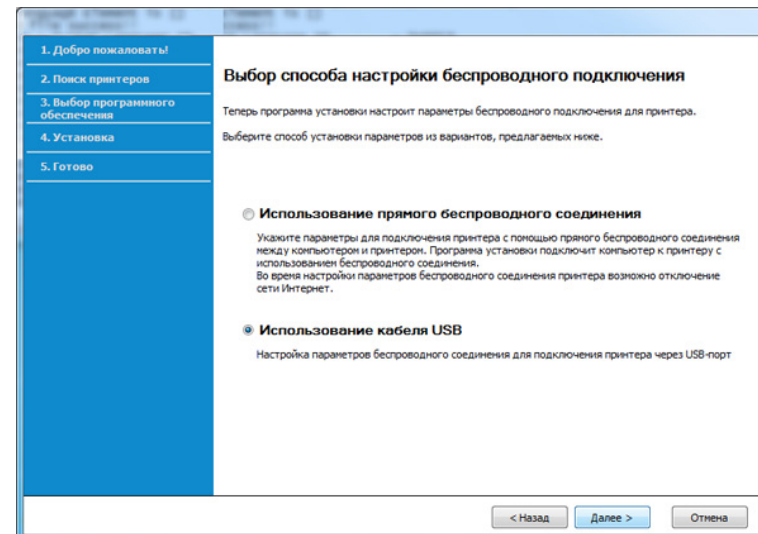 1. Добро пожаловать!
2. Поиск принтеров
3. Выбор программного
обеспечения
4. Установка
5. Готово
Выбор способа настройки беспроводного подключения
Теперь программа установки настроит параметры беспроводного подключения для принтера.
Выберите способ установки параметров из вариантов, предлагаемых ниже.
Использование прямого беспроводного соединения
Укажите параметры для подключения принтера с помощью прямого беспроводного соединения
между компьютером и принтером. Программа установки подключит компьютер к принтеру с
использованием беспроводного соединения.
Во время настройки параметров беспроводного соединения принтера возможно отключение
сети Интернет.
Использование кабеля USB
Настройка параметров беспроводного соединения для подключения принтера через USB-порт
< Назад
Далее >
Отмена